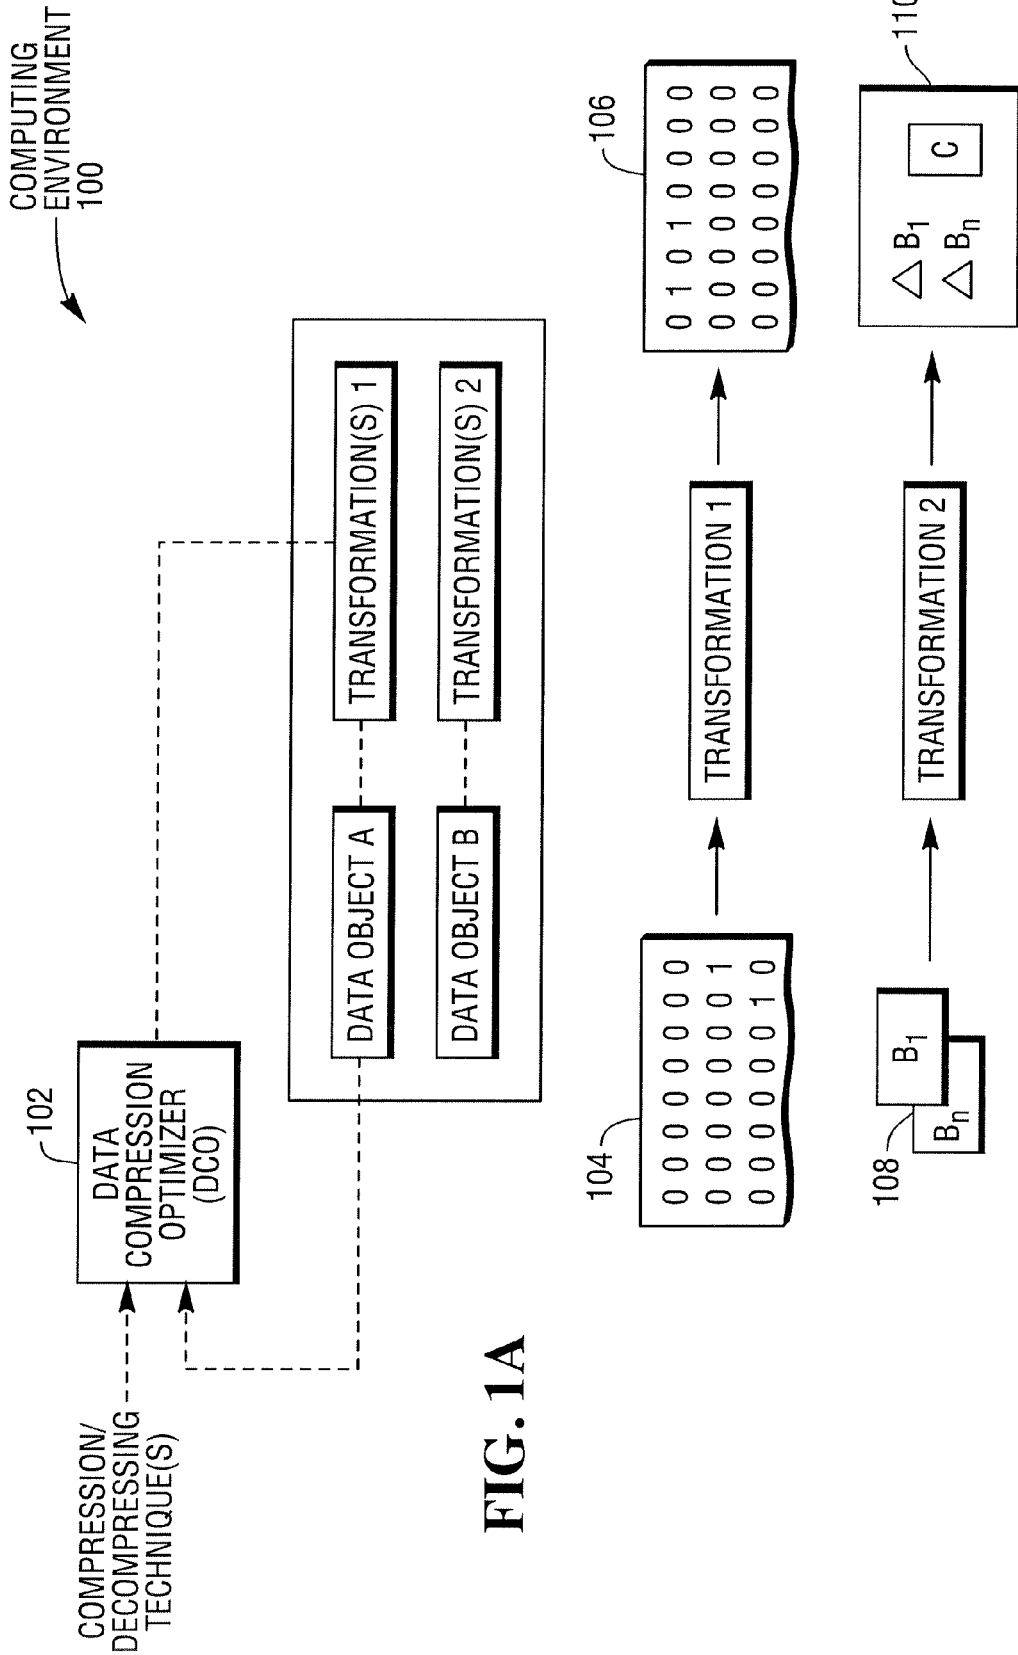 COMPUTING
ENVIRONMENT
100
COMPRESSION/
DECOMPRESSING
TECHNIQUE(S)
102
DATA
COMPRESSION
OPTIMIZER
(DCO)
DATA OBJECT A
TRANSFORMATION(S) 1
DATA OBJECT B
TRANSFORMATION(S) 2
FIG. 1A
104
0 0 0 0 0 0 0 0
0 0 0 0 0 0 0 1
0 0 0 0 0 0 1 0
TRANSFORMATION 1
106
0 1 0 1 0 0 0 0
0 0 0 0 0 0 0 0
0 0 0 0 0 0 0 0
108
B1
Bn
TRANSFORMATION 2
110
△ B1
△ Bn
C